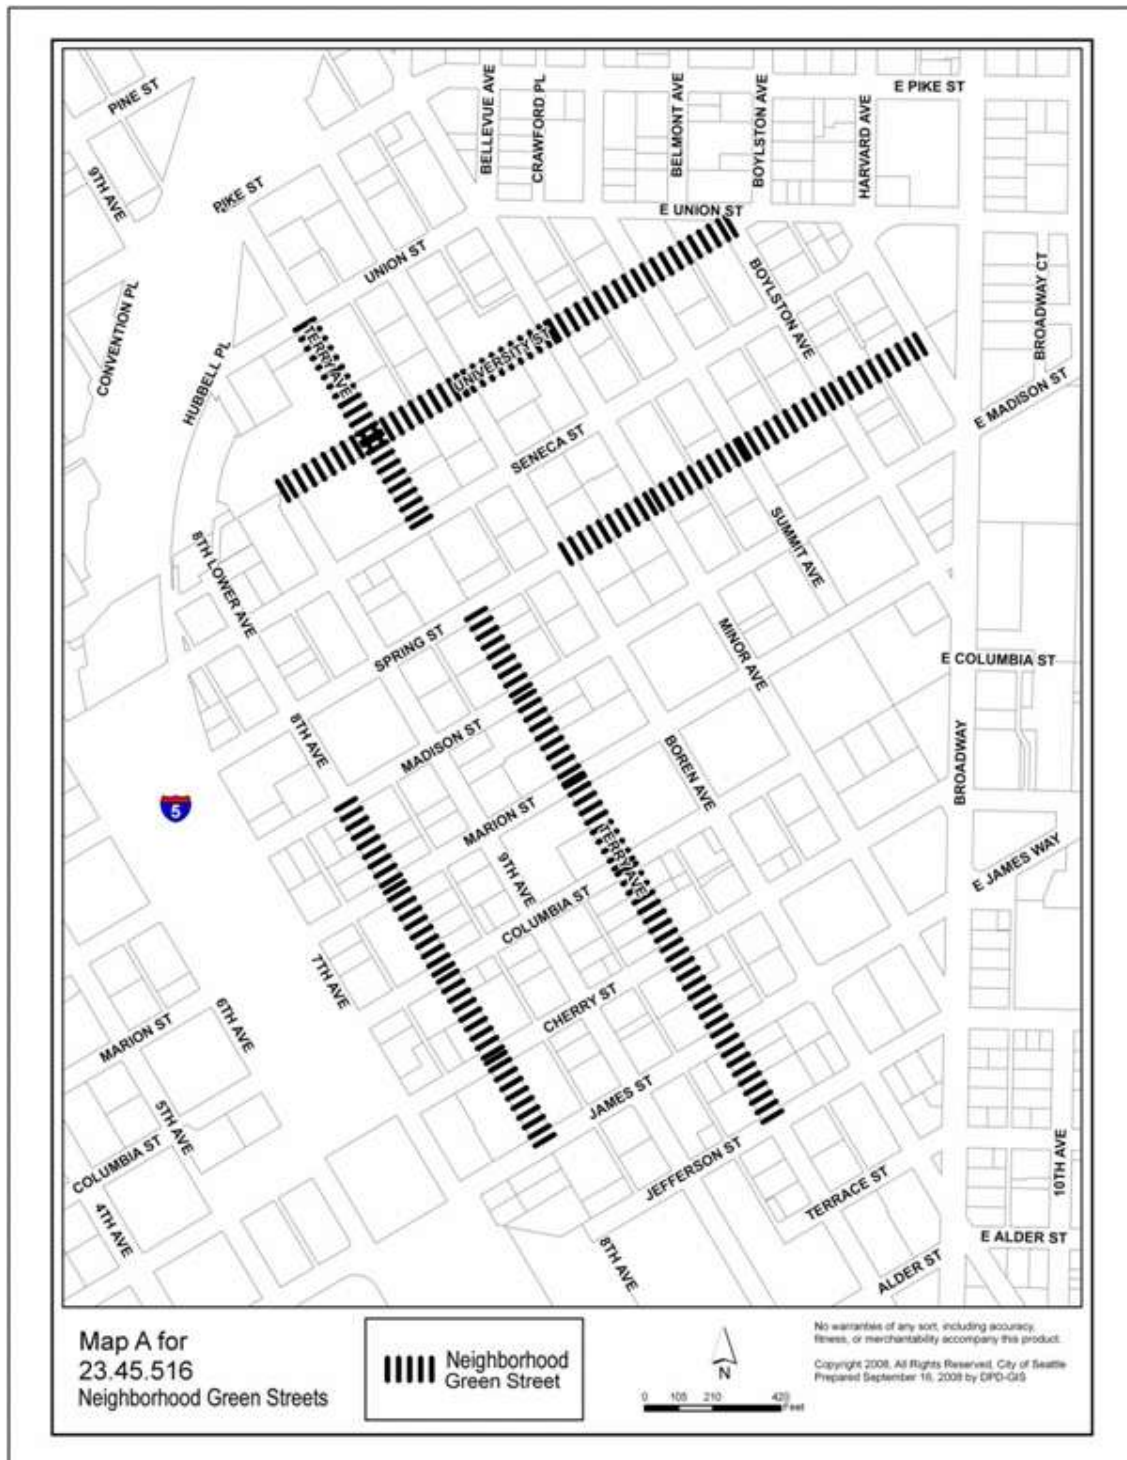 E PIKE ST
PINE ST
BELLEVUE AVE
CRAWFORD PL
BELMONT AVE
BOYLSTON AVE
HARVARD AVE
9TH AVE
PIKE ST
E UNION ST
UNION ST
BOYLSTON AVE
BROADWAY CT
CONVENTION PL
HUBBELL PL
TERRY AVE
UNIVERSITY ST
E MADISON ST
SENECA ST
8TH LOWER AVE
SUMMIT AVE
SPRING ST
MINOR AVE
E COLUMBIA ST
8TH AVE
MADISON ST
BOREN AVE
BROADWAY
5
MARION ST
TERRY AVE
9TH AVE
E JAMES WAY
COLUMBIA ST
7TH AVE
CHERRY ST
6TH AVE
MARION ST
JAMES ST
5TH AVE
COLUMBIA ST
JEFFERSON ST
10TH AVE
TERRACE ST
4TH AVE
8TH AVE
E ALDER ST
ALDER ST
Map A for
23.45.516
Neighborhood Green Streets
Neighborhood
Green Street
N
0 105 210 420
Feet
No warranties of any sort, including accuracy,
fitness, or merchantability accompany this product.
Copyright 2008, All Rights Reserved, City of Seattle
Prepared September 16, 2008 by DPD-GIS